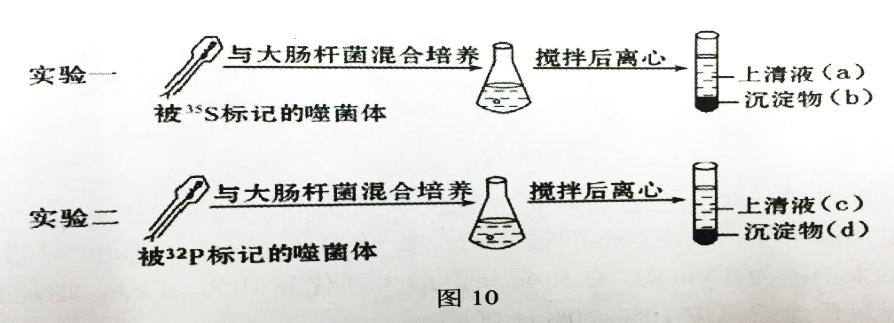 实验一
与大肠杆菌混合培养
搅拌后离心
被³⁵S标记的噬菌体
上清液(a)
沉淀物(b)
实验二
与大肠杆菌混合培养
搅拌后离心
被³²P标记的噬菌体
上清液(c)
沉淀物(d)
图 10